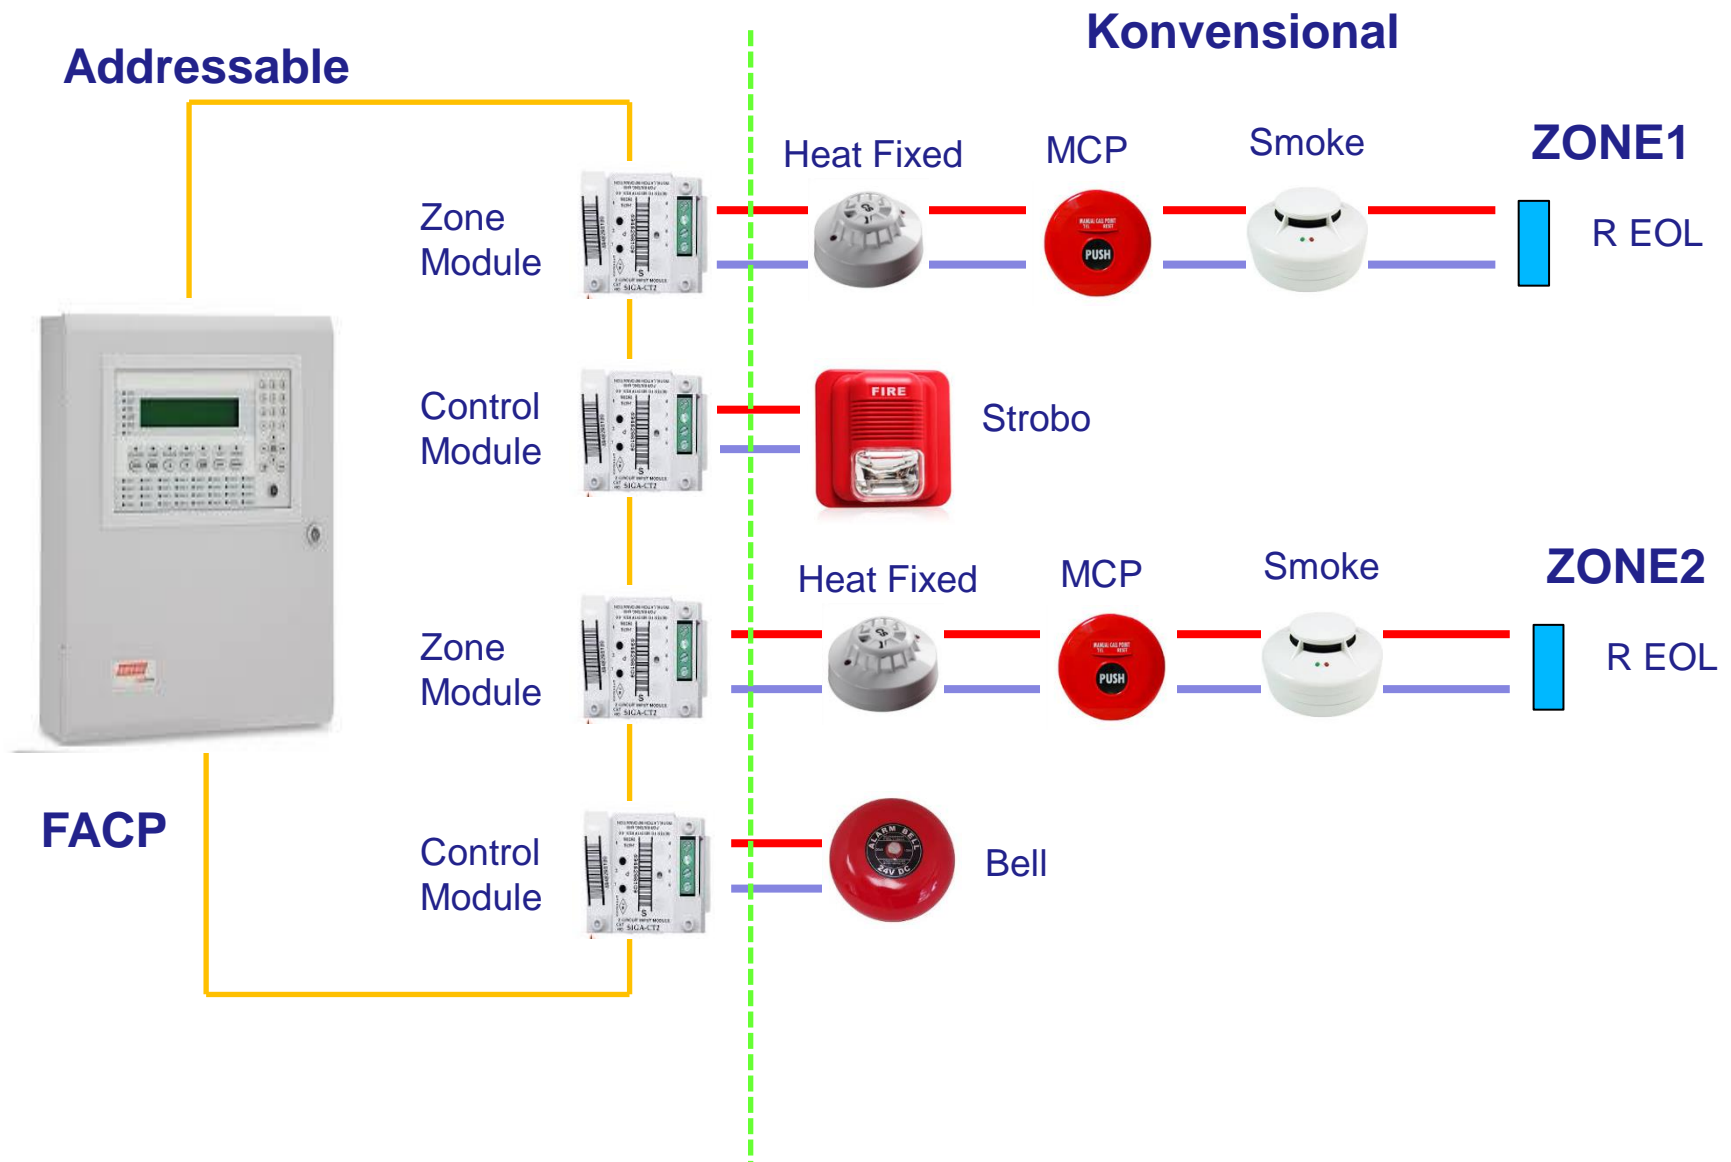 Addressable
Konvensional
Heat Fixed
MCP
Smoke
ZONE1
Zone
Module
R EOL
PUSH
SIGA-CT2
Control
Module
FIRE
Strobo
SIGA-CT2
Heat Fixed
MCP
Smoke
ZONE2
Zone
Module
R EOL
PUSH
SIGA-CT2
FACP
Control
Module
ALARM BELL
24V DC
Bell
SIGA-CT2